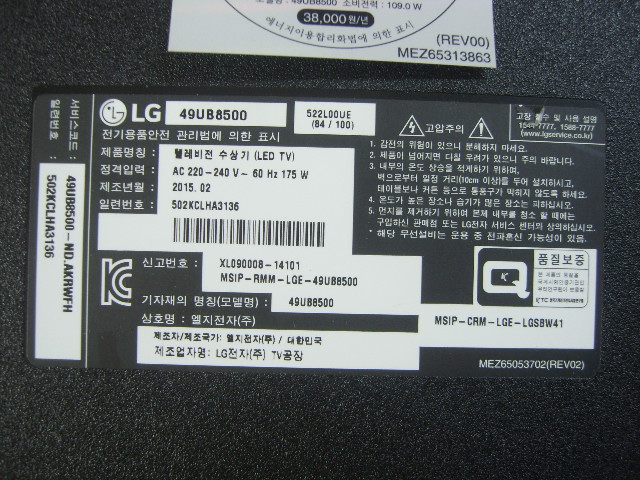 모델명: 49UB8500 소비전력: 109.0 W
38,000원/년
에너지이용합리화법에 의한 표시
(REV00)
MEZ65313863
LG 49UB8500
522L00UE
(84 / 100)
전기용품안전 관리법에 의한 표시
제품명칭 : 텔레비전 수상기 (LED TV)
정격입력 : AC 220-240 V~ 60 Hz 175 W
제조년월 : 2015. 02
일련번호 : 502KCLHA3136
서비스코드 : 49UB8500-ND.AKRWFH
일련번호 : 502KCLHA3136
고압주의
1. 감전의 위험이 있으니 분해하지 마세요.
2. 제품이 넘어지면 다칠 우려가 있으니 주의 바랍니다.
3. 내부의 온도 상승을 막기 위해 설치 시
벽으로부터 일정 거리(10cm 이상)를 두어 설치하고
테이블보나 커튼 등으로 통풍구가 막히지 않도록 하세요.
4. 온도가 높은 장소나 습기가 많은 장소는 피하십시오.
5. 먼지를 제거하기 위하여 본체 내부를 청소 할 때에는
구입하신 판매점 또는 LG전자 서비스 센터와 상의하십시오.
* 해당 무선설비는 운용 중 전파혼신 가능성이 있음.
고장 접수 및 사용 설명
1544-7777, 1588-7777
www.lgservice.co.kr
신고번호 : XL090008-14101
MSIP-RMM-LGE-49UB8500
기자재의 명칭(모델명) : 49UB8500
상호명 : 엘지전자(주)
제조자/제조국가: 엘지전자(주) / 대한민국
제조업자명: LG전자(주) TV공장
품질보증
Q
MSIP-CRM-LGE-LGSBW41
MEZ65053702(REV02)